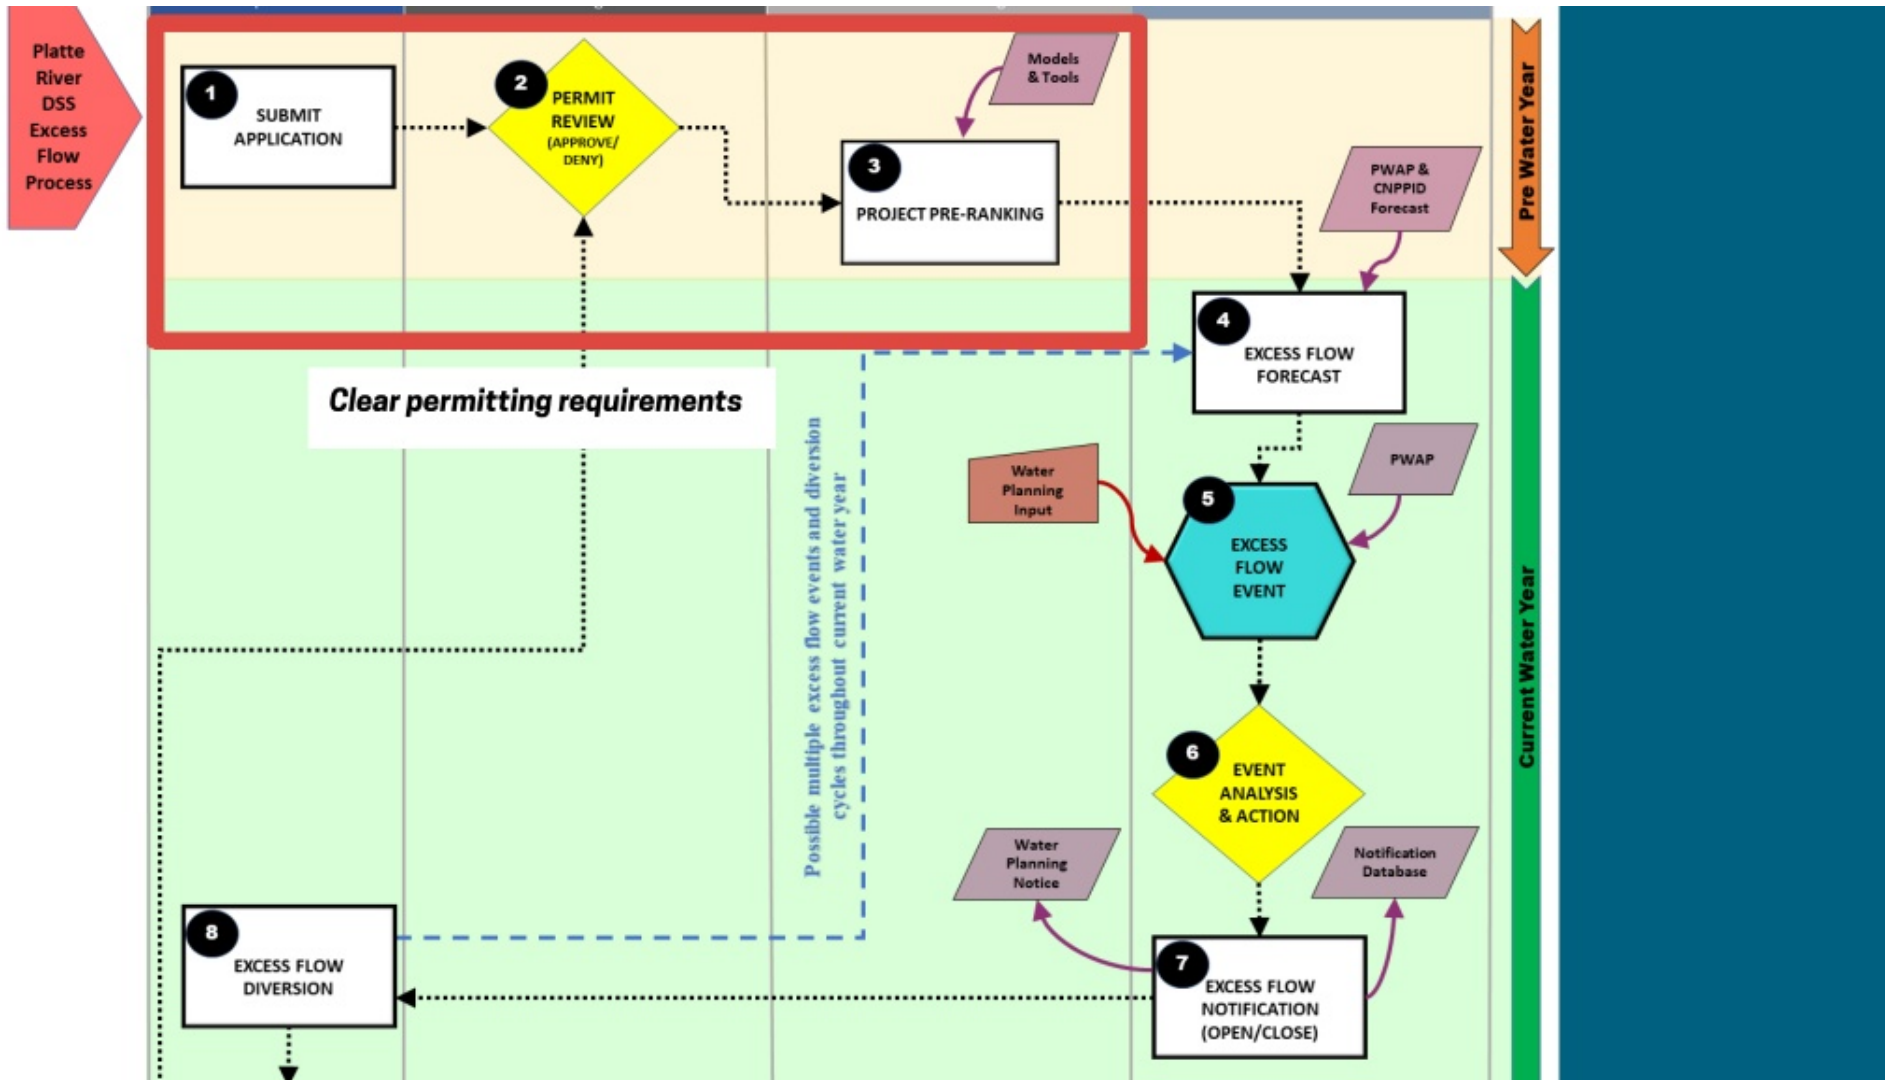 Platte
River
DSS
Excess
Flow
Process
1
SUBMIT
APPLICATION
2
PERMIT
REVIEW
(APPROVE/
DENY)
Models
& Tools
3
PROJECT PRE-RANKING
PWAP &
CNPPID
Forecast
Pre Water Year
4
EXCESS FLOW
FORECAST
Clear permitting requirements
Possible multiple excess flow events and diversion
cycles throughout current water year
Water
Planning
Input
PWAP
5
EXCESS
FLOW
EVENT
Current Water Year
6
EVENT
ANALYSIS
& ACTION
Water
Planning
Notice
Notification
Database
8
EXCESS FLOW
DIVERSION
7
EXCESS FLOW
NOTIFICATION
(OPEN/CLOSE)